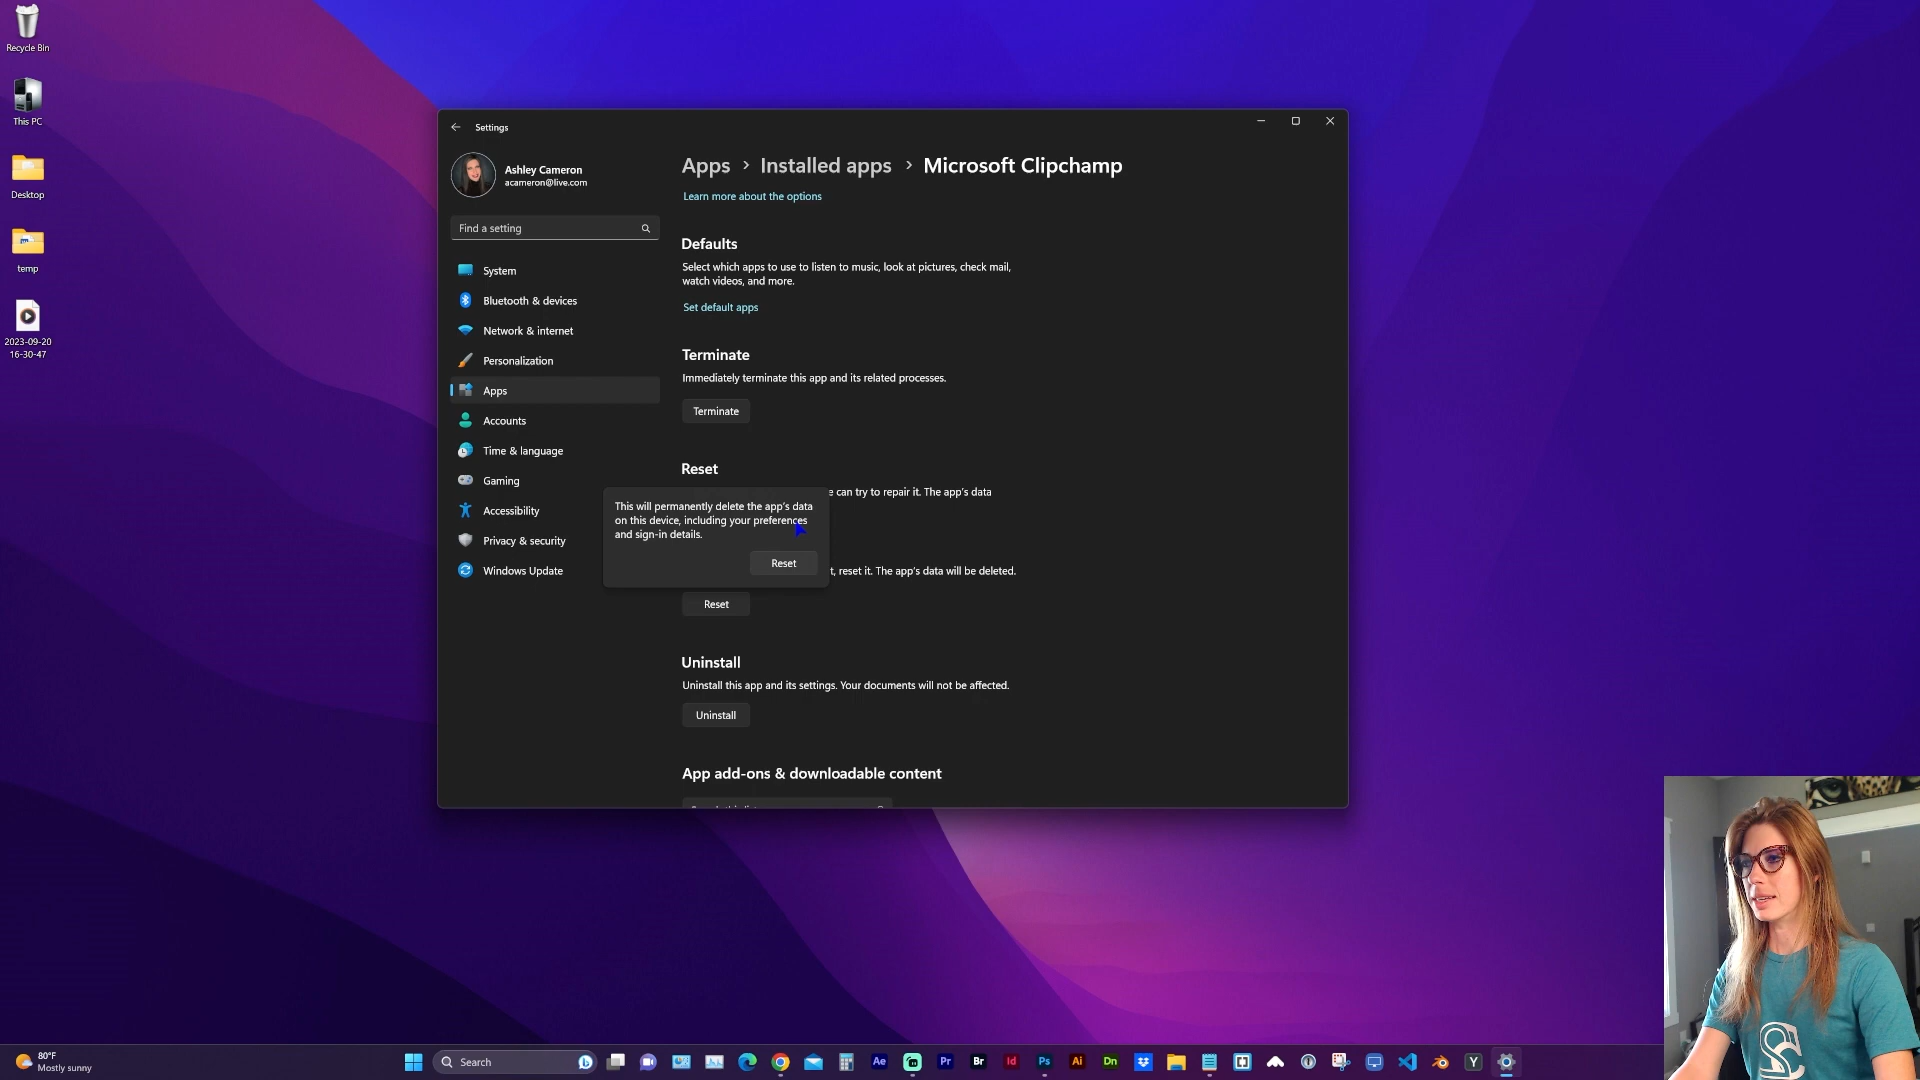 Recycle Bin
This PC
Desktop
temp
2023-09-20
16-30-47
Settings
Ashley Cameron
acameron@live.com
Find a setting
System
Bluetooth & devices
Network & internet
Personalization
Apps
Accounts
Time & language
Gaming
Accessibility
Privacy & security
Windows Update
Apps > Installed apps > Microsoft Clipchamp
Learn more about the options
Defaults
Select which apps to use to listen to music, look at pictures, check mail,
watch videos, and more.
Set default apps
Terminate
Immediately terminate this app and its related processes.
Terminate
Reset
e can try to repair it. The app's data
This will permanently delete the app's data
on this device, including your preferences
and sign-in details.
Reset
t, reset it. The app's data will be deleted.
Reset
Uninstall
Uninstall this app and its settings. Your documents will not be affected.
Uninstall
App add-ons & downloadable content
80°F
Mostly sunny
Search
Ae
Pr
Br
Id
Ps
Ai
Dn
Y